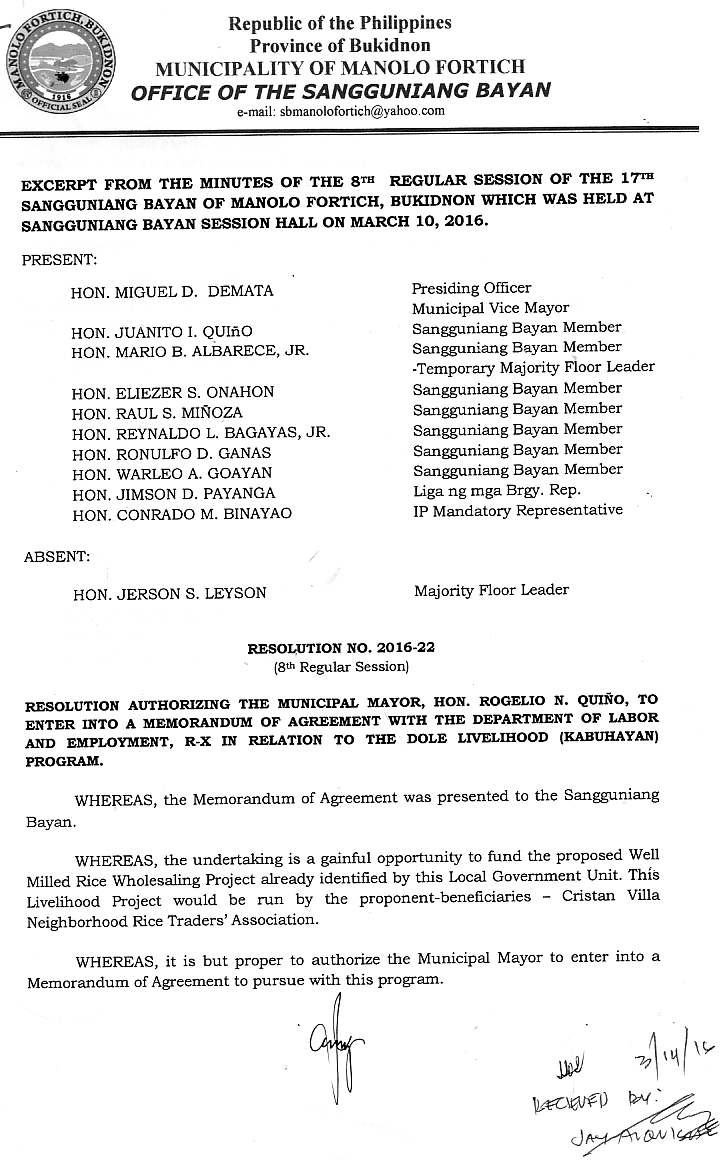 MANOLO FORTICH, BUKIDNON
1916
OFFICIAL SEAL
Republic of the Philippines
Province of Bukidnon
MUNICIPALITY OF MANOLO FORTICH
OFFICE OF THE SANGGUNIANG BAYAN
e-mail: sbmanolofortich@yahoo.com
EXCERPT FROM THE MINUTES OF THE 8TH REGULAR SESSION OF THE 17TH
SANGGUNIANG BAYAN OF MANOLO FORTICH, BUKIDNON WHICH WAS HELD AT
SANGGUNIANG BAYAN SESSION HALL ON MARCH 10, 2016.
PRESENT:
HON. MIGUEL D. DEMATA Presiding Officer
Municipal Vice Mayor
HON. JUANITO I. QUIñO Sangguniang Bayan Member
HON. MARIO B. ALBARECE, JR. Sangguniang Bayan Member
-Temporary Majority Floor Leader
HON. ELIEZER S. ONAHON Sangguniang Bayan Member
HON. RAUL S. MIÑOZA Sangguniang Bayan Member
HON. REYNALDO L. BAGAYAS, JR. Sangguniang Bayan Member
HON. RONULFO D. GANAS Sangguniang Bayan Member
HON. WARLEO A. GOAYAN Sangguniang Bayan Member
HON. JIMSON D. PAYANGA Liga ng mga Brgy. Rep.
HON. CONRADO M. BINAYAO IP Mandatory Representative
ABSENT:
HON. JERSON S. LEYSON Majority Floor Leader
RESOLUTION NO. 2016-22
(8th Regular Session)
RESOLUTION AUTHORIZING THE MUNICIPAL MAYOR, HON. ROGELIO N. QUIÑO, TO
ENTER INTO A MEMORANDUM OF AGREEMENT WITH THE DEPARTMENT OF LABOR
AND EMPLOYMENT, R-X IN RELATION TO THE DOLE LIVELIHOOD (KABUHAYAN)
PROGRAM.
WHEREAS, the Memorandum of Agreement was presented to the Sangguniang
Bayan.
WHEREAS, the undertaking is a gainful opportunity to fund the proposed Well
Milled Rice Wholesaling Project already identified by this Local Government Unit. This
Livelihood Project would be run by the proponent-beneficiaries – Cristan Villa
Neighborhood Rice Traders' Association.
WHEREAS, it is but proper to authorize the Municipal Mayor to enter into a
Memorandum of Agreement to pursue with this program.
3/14/16
RECIEVED BY:
JAY